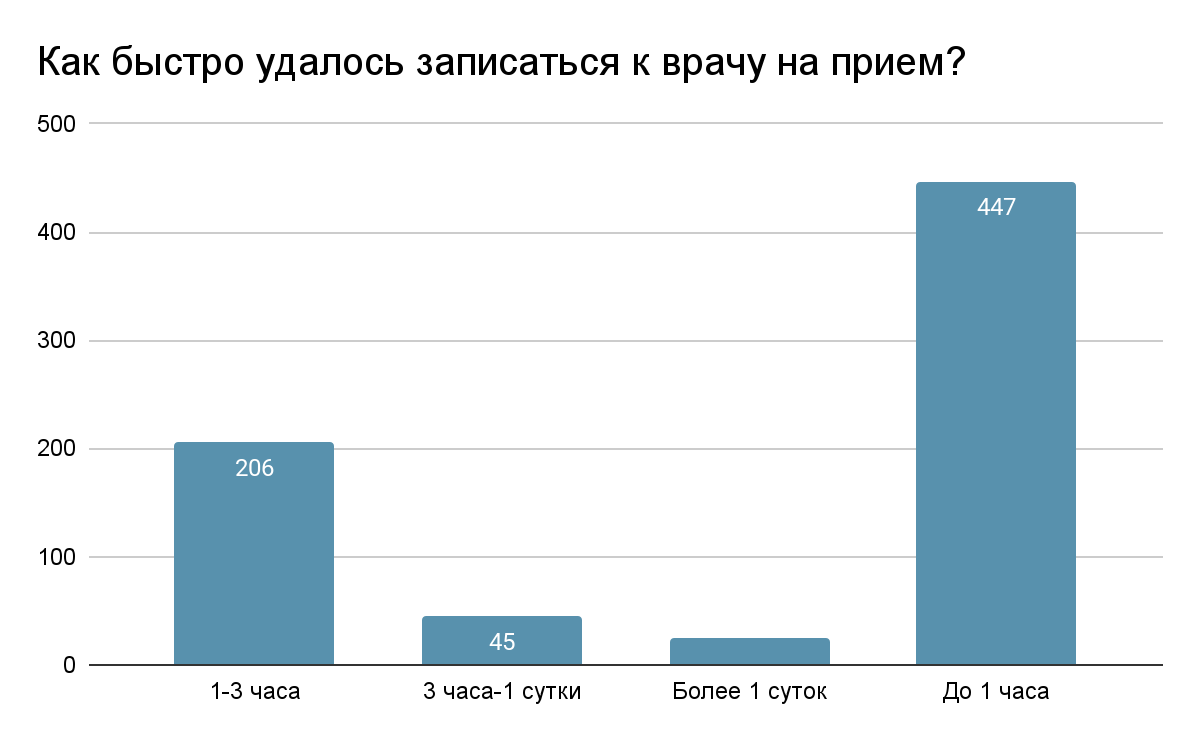 Как быстро удалось записаться к врачу на прием?
500
400
300
200
100
0
447
206
45
1-3 часа
3 часа-1 сутки
Более 1 суток
До 1 часа